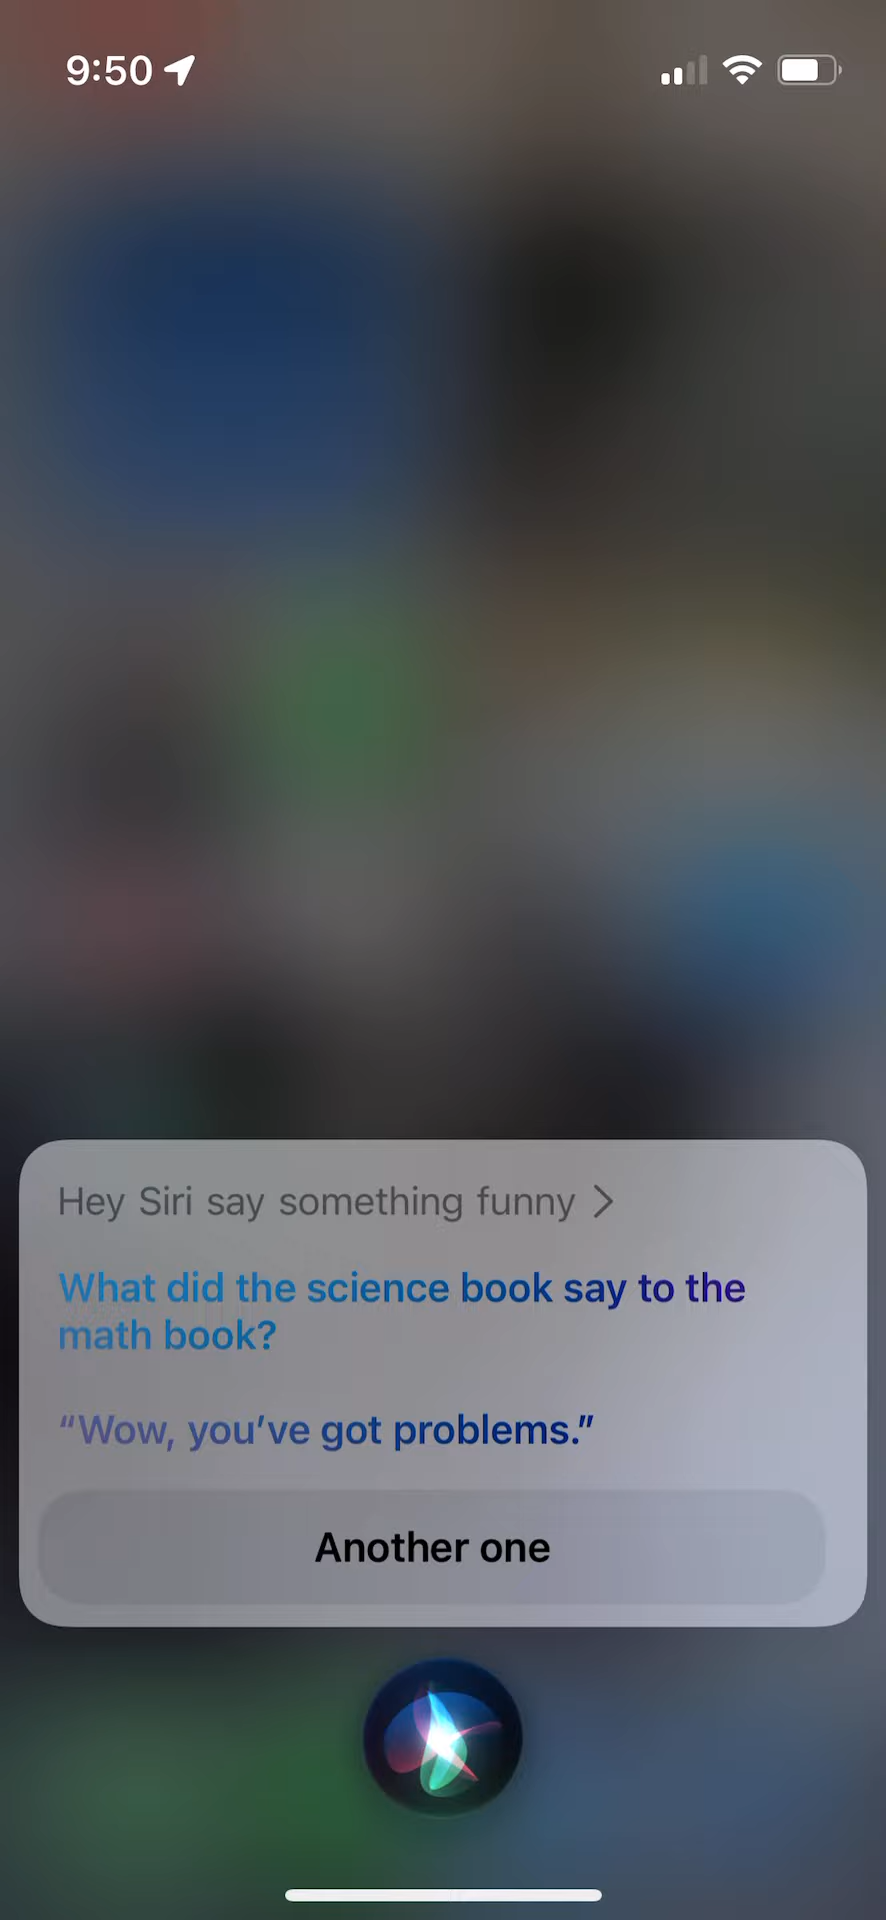 9:50
Hey Siri say something funny
What did the science book say to the
math book?
“Wow, you’ve got problems.”
Another one